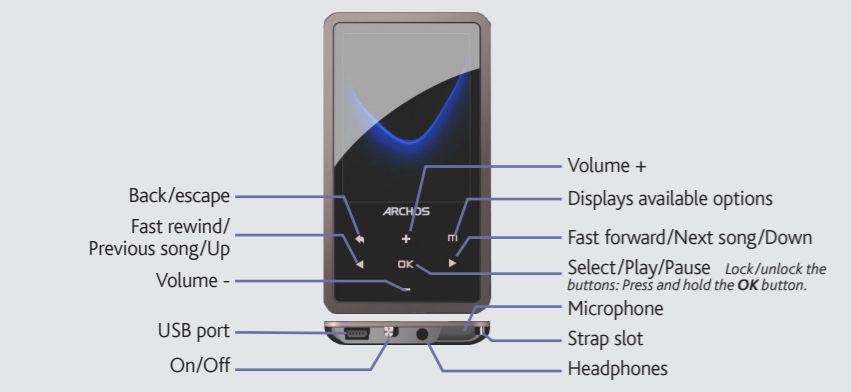 Volume +
Back/escape
Displays available options
ARCHOS
Fast rewind/
Previous song/Up
+
m
Fast forward/Next song/Down
OK
Select/Play/Pause Lock/unlock the
buttons: Press and hold the OK button.
Volume -
-
Microphone
USB port
Strap slot
On/Off
Headphones